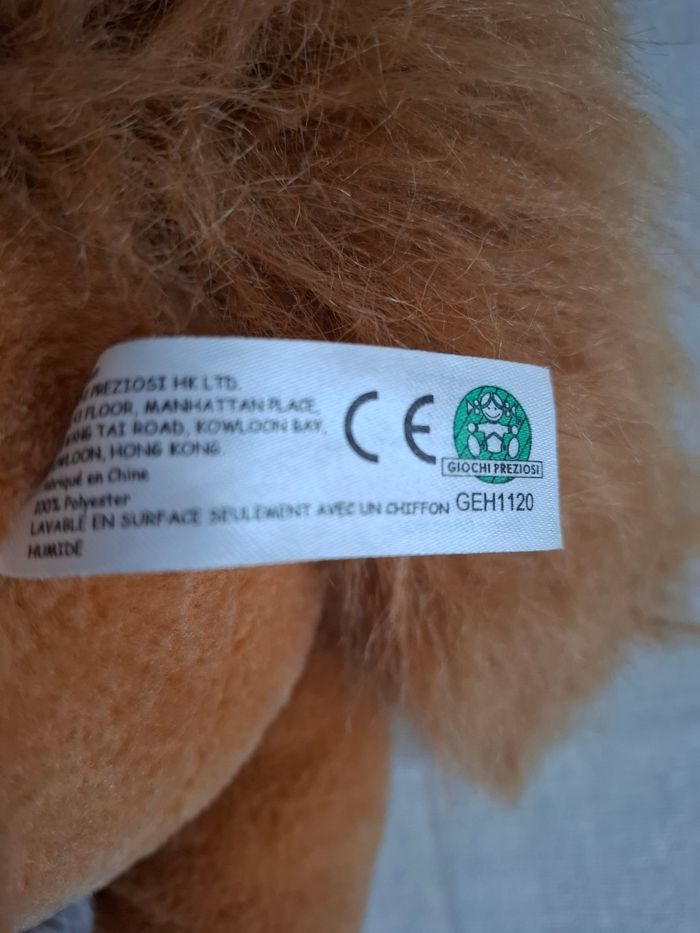 PREZIOSI HK LTD.
FLOOR, MANHATTAN PLACE,
TAI ROAD, KOWLOON BAY,
HONG KONG.
en Chine
100% Polyester
LAVABLE EN SURFACE SEULEMENT AVEC UN CHIFFON
HUMIDE
CE
GIOCHI PREZIOSI
GEH1120